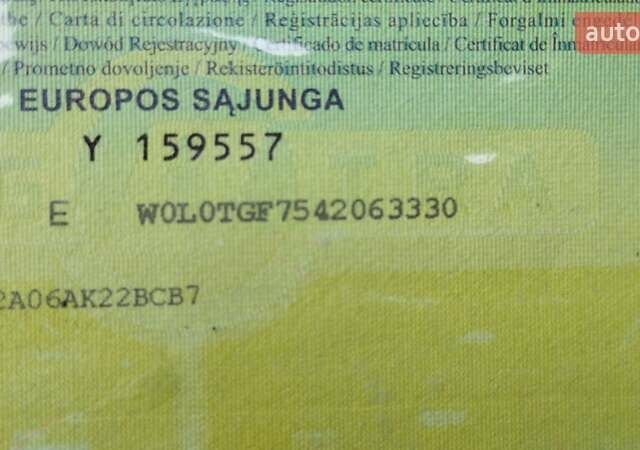 be / Carta di circolazione / Reģistrācijas apliecība / Forgalmi
Dowód Rejestracyjny / Certificado de matrícula / Certificat de Înmatriculare
/ Prometno dovoljenje / Rekisteröintitodistus / Registreringsbeviset
auto
EUROPOS SĄJUNGA
Y 159557
E W0L0TGF7542063330
2A06AK22BCB7